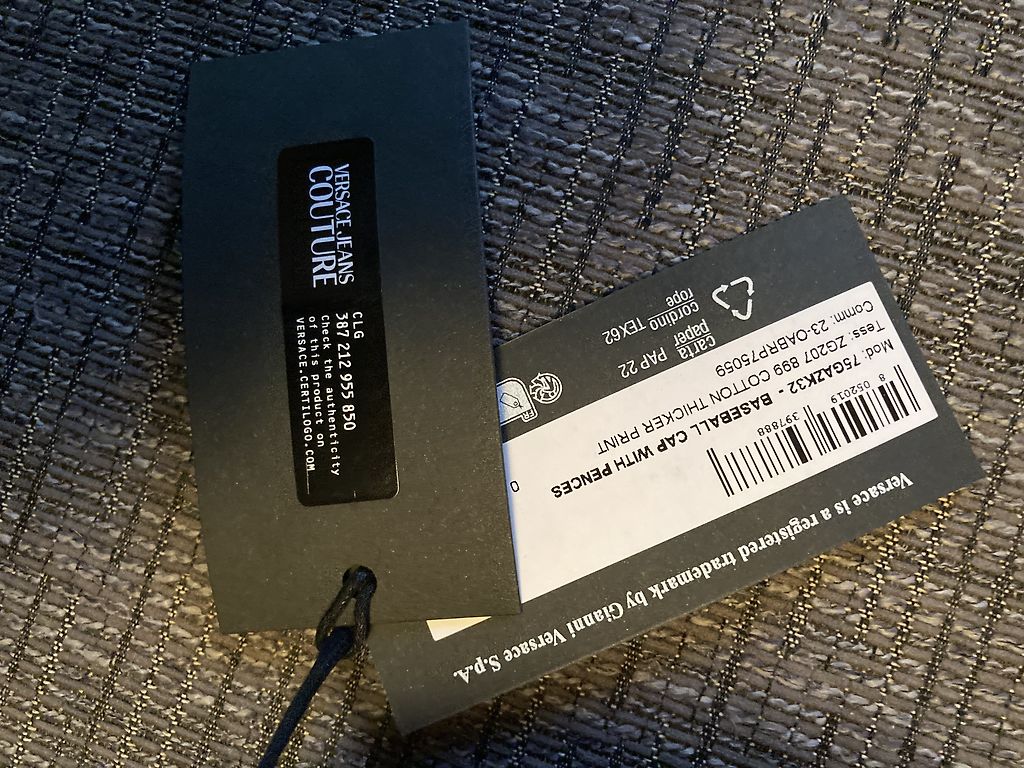 VERSACE JEANS
COUTURE
CLG
387 212 955 850
Check the authenticity
of this product on
VERSACE.CERTILOGO.COM
carta
paper PAP 22
cordino
rope TEX62
Comm: 23-OABRP75059
Tess: ZG207 899 COTTON THICKER PRINT
Mod: 75GAZK32 - BASEBALL CAP WITH PENCES
0
8 052019 397888
Versace is a registered trademark by Gianni Versace S.p.A